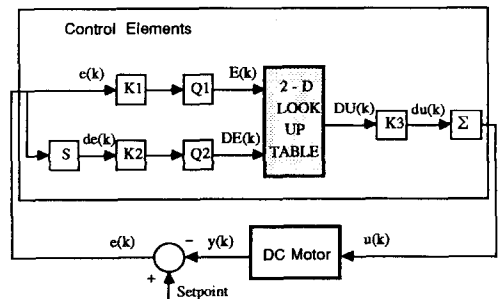 Control Elements
e(k)
K1
Q1
E(k)
2 - D
LOOK
UP
TABLE
DU(k)
K3
du(k)
Σ
S
de(k)
K2
Q2
DE(k)
e(k)
−
y(k)
DC Motor
u(k)
+
Setpoint